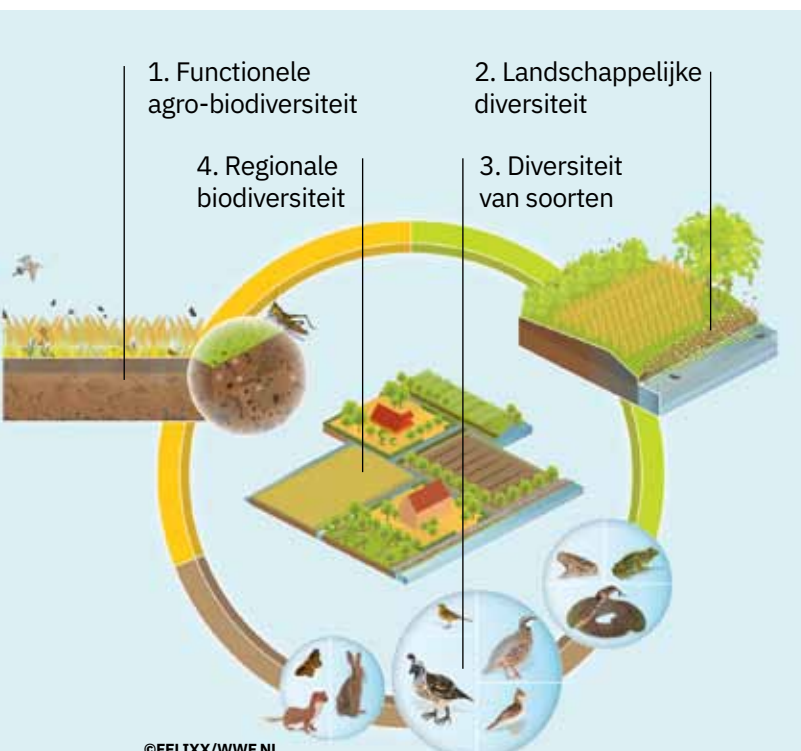 1. Functionele
agro-biodiversiteit
2. Landschappelijke
diversiteit
4. Regionale
biodiversiteit
3. Diversiteit
van soorten
©FELIXX/WWF NL